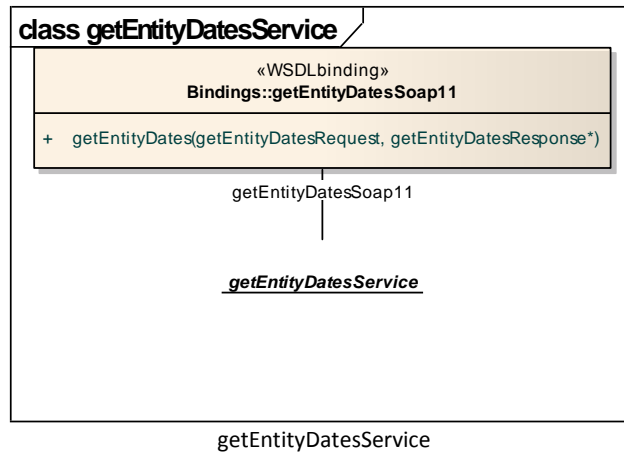 class getEntityDatesService
«WSDLbinding»
Bindings::getEntityDatesSoap11
+ getEntityDates(getEntityDatesRequest, getEntityDatesResponse*)
getEntityDatesSoap11
getEntityDatesService
getEntityDatesService